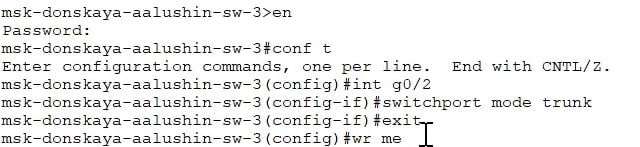 msk-donskaya-aalushin-sw-3>en
Password:
msk-donskaya-aalushin-sw-3#conf t
Enter configuration commands, one per line.  End with CNTL/Z.
msk-donskaya-aalushin-sw-3(config)#int g0/2
msk-donskaya-aalushin-sw-3(config-if)#switchport mode trunk
msk-donskaya-aalushin-sw-3(config-if)#exit
msk-donskaya-aalushin-sw-3(config)#wr me